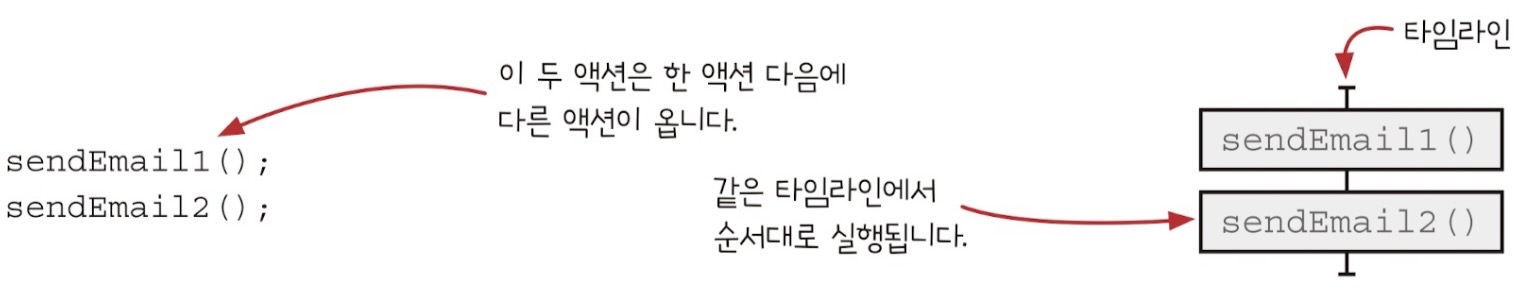 타임라인
이 두 액션은 한 액션 다음에
다른 액션이 옵니다.
sendEmail1();
sendEmail2();
같은 타임라인에서
순서대로 실행됩니다.
sendEmail1()
sendEmail2()